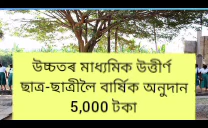 উচ্চতৰ মাধ্যমিক উত্তীৰ্ণ
ছাত্ৰ-ছাত্ৰীলৈ বাৰ্ষিক অনুদান
5,000 টকা